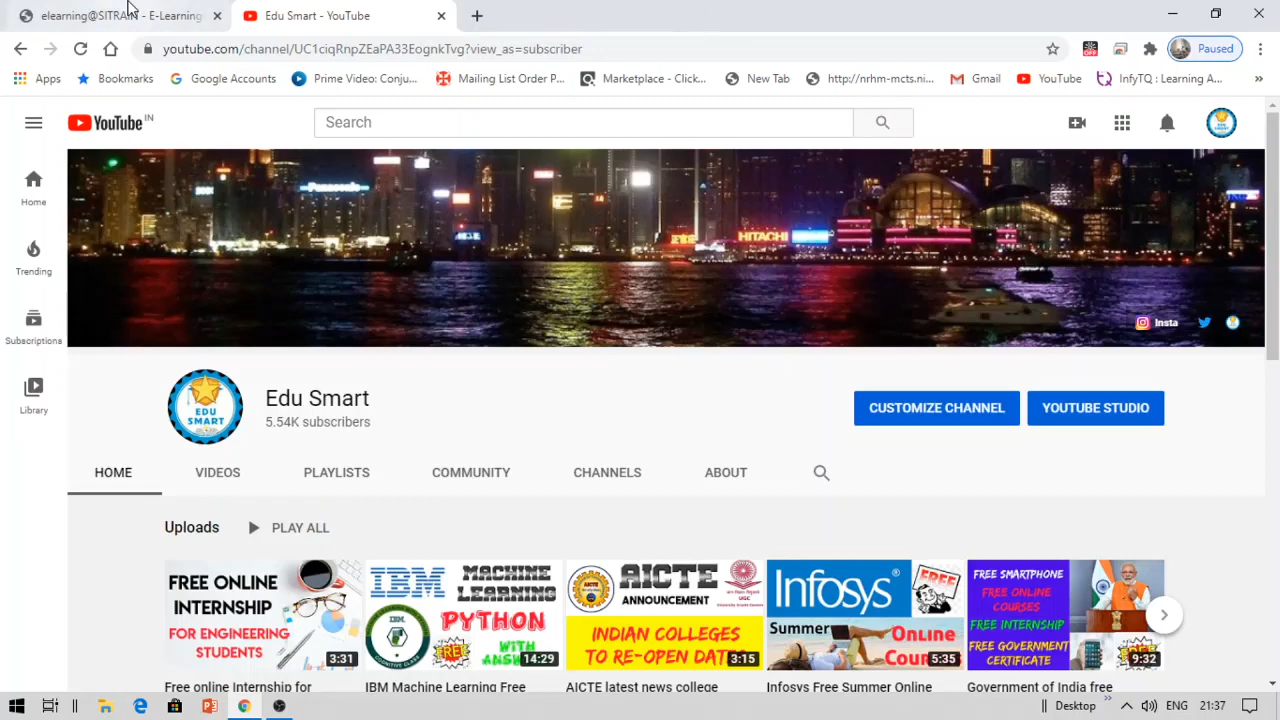 elearning@SITRAIN - E-Learning
Edu Smart - YouTube
youtube.com/channel/UC1ciqRnpZEaPA33EognkTvg?view_as=subscriber
OFF
Paused
Apps
Bookmarks
Google Accounts
Prime Video: Conju...
Mailing List Order P...
Marketplace - Click...
New Tab
http://nrhm-mcts.ni...
Gmail
YouTube
InfyTQ : Learning A...
YouTube IN
Search
Home
Trending
Subscriptions
Library
Panasonic
HITACHI
Insta
EDU
SMART
Edu Smart
5.54K subscribers
CUSTOMIZE CHANNEL
YOUTUBE STUDIO
HOME
VIDEOS
PLAYLISTS
COMMUNITY
CHANNELS
ABOUT
Uploads
PLAY ALL
FREE ONLINE
INTERNSHIP
FOR ENGINEERING
STUDENTS
3:31
IBM
MACHINE
LEARNING
PYTHON
WITH
FREE
14:29
AICTE
ANNOUNCEMENT
UGC
INDIAN COLLEGES
TO RE-OPEN
3:15
Infosys®
FREE
Summer
Online
5:35
FREE SMARTPHONE
FREE ONLINE
COURSES
FREE INTERNSHIP
FREE GOVERNMENT
CERTIFICATE
9:32
Free online Internship for
IBM Machine Learning Free
AICTE latest news college
Infosys Free Summer Online
Government of India free
Desktop
ENG
21:37